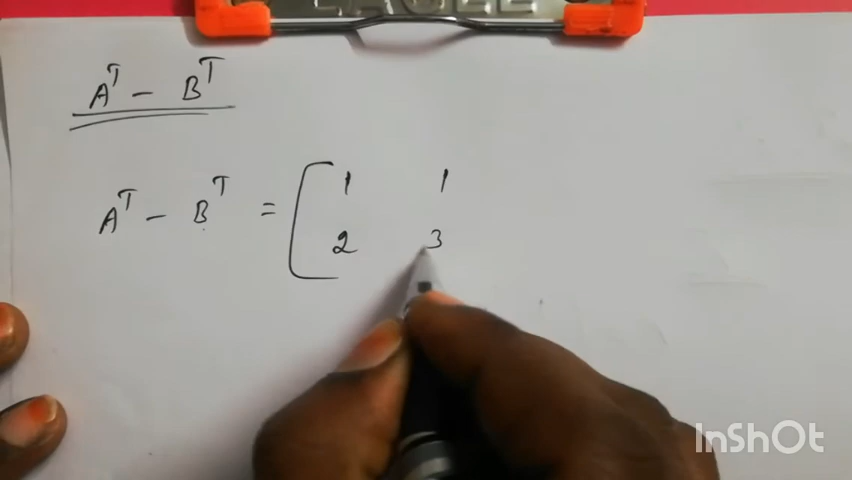 Aᵀ - Bᵀ
Aᵀ - Bᵀ = [ 1 1
2 3
InShOt